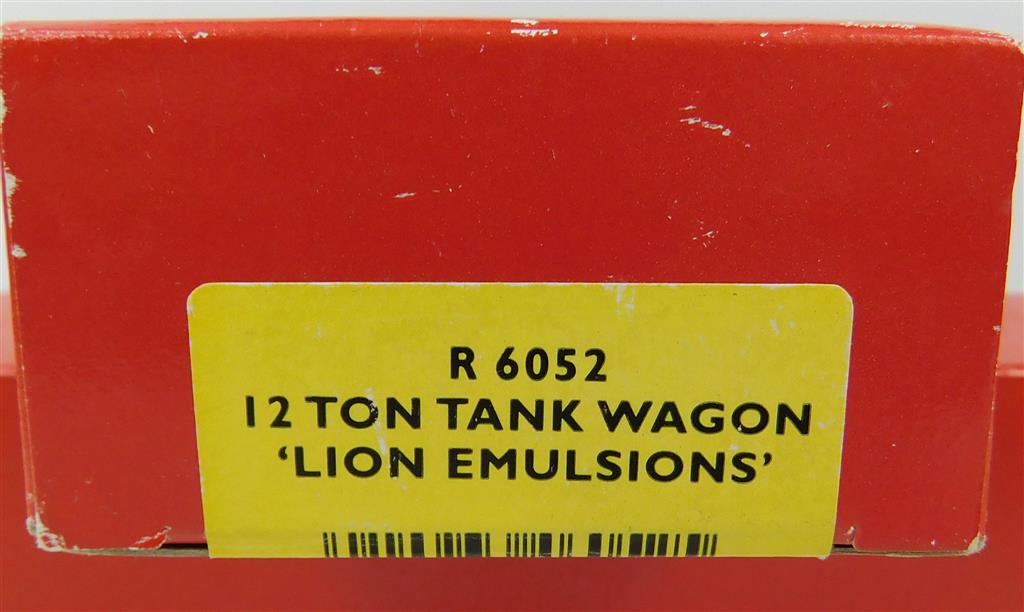 R 6052
12 TON TANK WAGON
‘LION EMULSIONS’